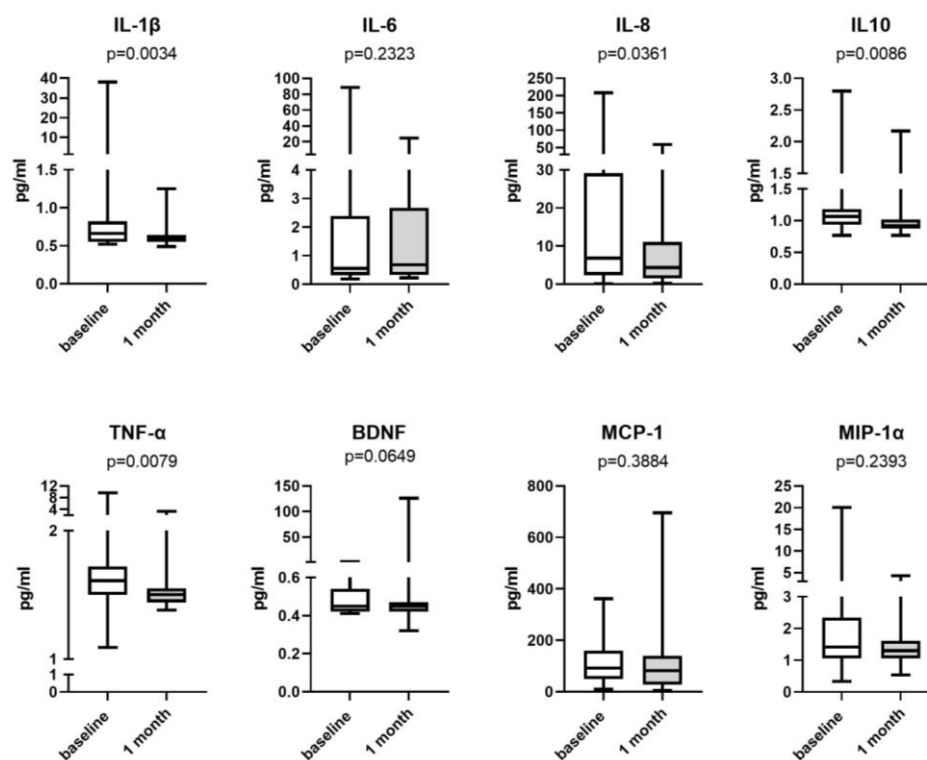 IL-1β
p=0.0034
pg/ml
40
30
20
10
1.5
1.0
0.5
0.0
baseline
1 month
IL-6
p=0.2323
100
80
60
40
20
4
3
2
1
0
baseline
1 month
IL-8
p=0.0361
250
200
150
100
50
30
20
10
0
baseline
1 month
IL10
p=0.0086
3.0
2.5
2.0
1.5
1.5
1.0
0.5
0.0
baseline
1 month
TNF-α
p=0.0079
pg/ml
12
8
4
2
1
1
0
baseline
1 month
BDNF
p=0.0649
pg/ml
150
100
50
0.6
0.4
0.2
0.0
baseline
1 month
MCP-1
p=0.3884
pg/ml
800
600
400
200
0
baseline
1 month
MIP-1α
p=0.2393
pg/ml
25
20
15
10
5
3
2
1
0
baseline
1 month